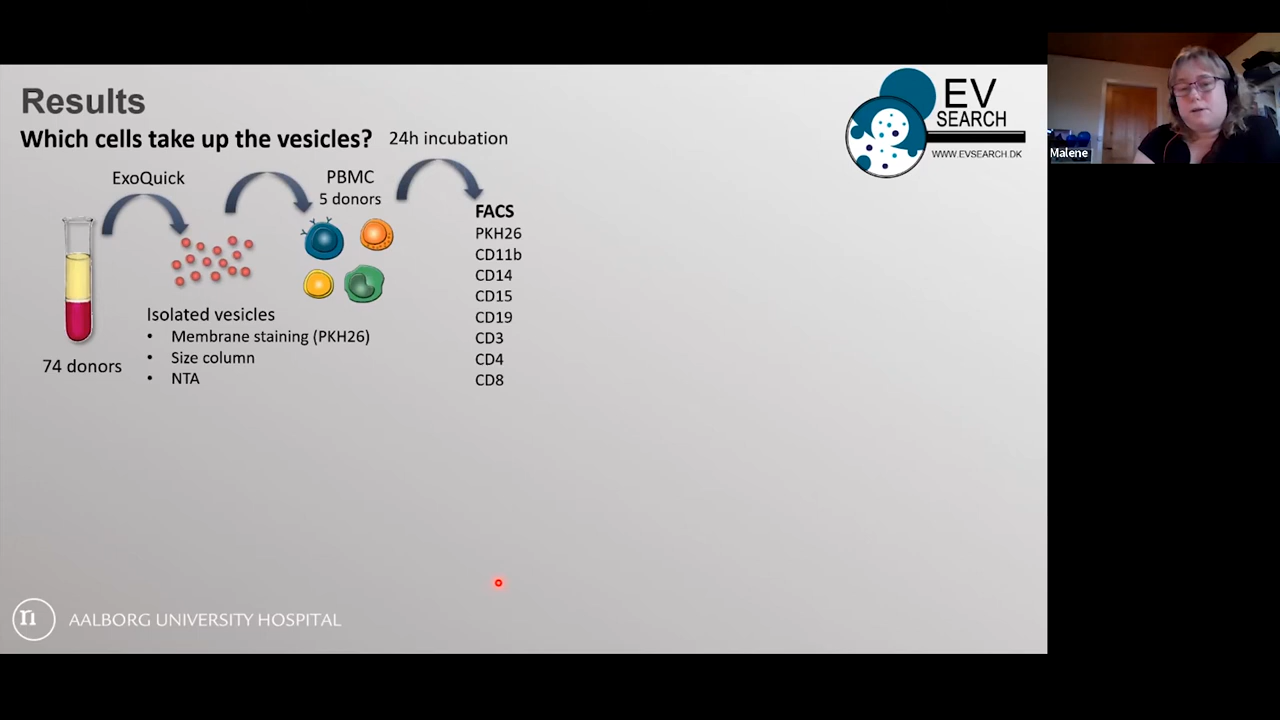 Results
Which cells take up the vesicles?
24h incubation
ExoQuick
PBMC
5 donors
FACS
PKH26
CD11b
CD14
CD15
CD19
CD3
CD4
CD8
Isolated vesicles
• Membrane staining (PKH26)
• Size column
• NTA
74 donors
EV
SEARCH
WWW.EVSEARCH.DK
Malene
n
AALBORG UNIVERSITY HOSPITAL